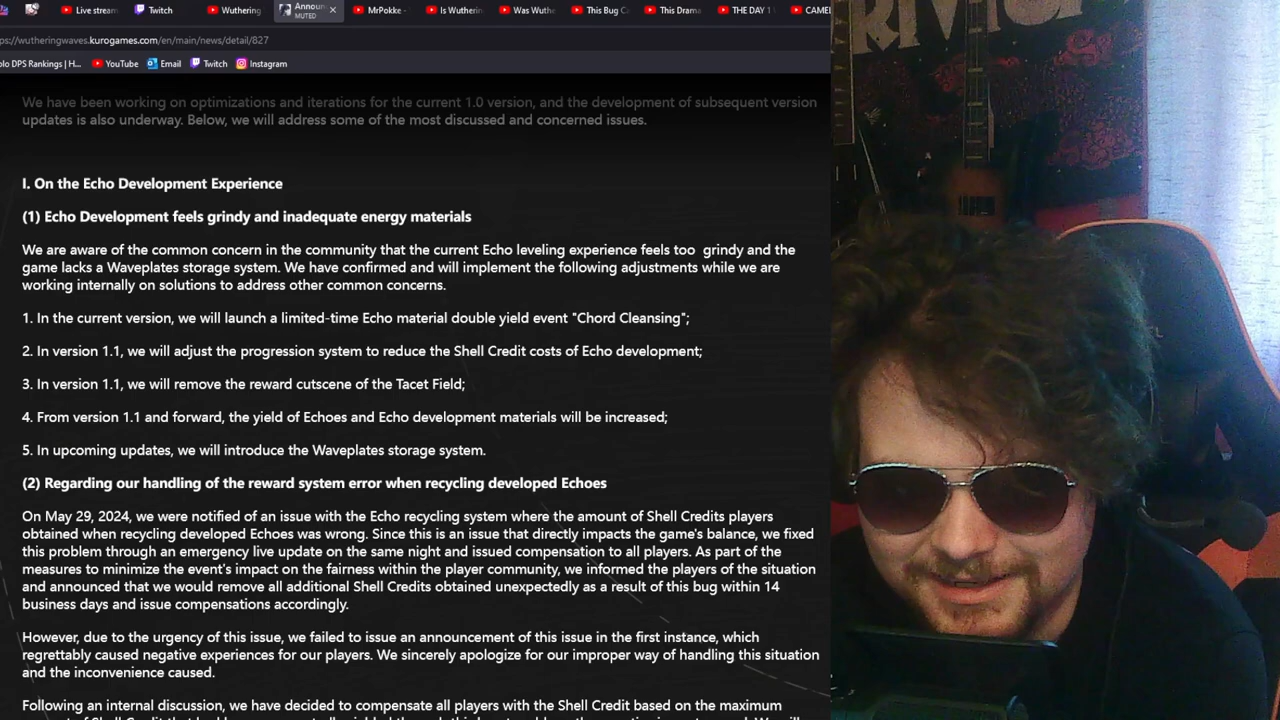 Live stream
Twitch
Wuthering
Announ
MUTED
MrPokke -
Is Wutherin
Was Wuthe
This Bug C
This Drama
THE DAY 1
CAMEL
ps://wutheringwaves.kurogames.com/en/main/news/detail/827
olo DPS Rankings | H...
YouTube
Email
Twitch
Instagram
We have been working on optimizations and iterations for the current 1.0 version, and the development of subsequent version
updates is also underway. Below, we will address some of the most discussed and concerned issues.
I. On the Echo Development Experience
(1) Echo Development feels grindy and inadequate energy materials
We are aware of the common concern in the community that the current Echo leveling experience feels too grindy and the
game lacks a Waveplates storage system. We have confirmed and will implement the following adjustments while we are
working internally on solutions to address other common concerns.
1. In the current version, we will launch a limited-time Echo material double yield event "Chord Cleansing";
2. In version 1.1, we will adjust the progression system to reduce the Shell Credit costs of Echo development;
3. In version 1.1, we will remove the reward cutscene of the Tacet Field;
4. From version 1.1 and forward, the yield of Echoes and Echo development materials will be increased;
5. In upcoming updates, we will introduce the Waveplates storage system.
(2) Regarding our handling of the reward system error when recycling developed Echoes
On May 29, 2024, we were notified of an issue with the Echo recycling system where the amount of Shell Credits players
obtained when recycling developed Echoes was wrong. Since this is an issue that directly impacts the game's balance, we fixed
this problem through an emergency live update on the same night and issued compensation to all players. As part of the
measures to minimize the event's impact on the fairness within the player community, we informed the players of the situation
and announced that we would remove all additional Shell Credits obtained unexpectedly as a result of this bug within 14
business days and issue compensations accordingly.
However, due to the urgency of this issue, we failed to issue an announcement of this issue in the first instance, which
regrettably caused negative experiences for our players. We sincerely apologize for our improper way of handling this situation
and the inconvenience caused.
Following an internal discussion, we have decided to compensate all players with the Shell Credit based on the maximum